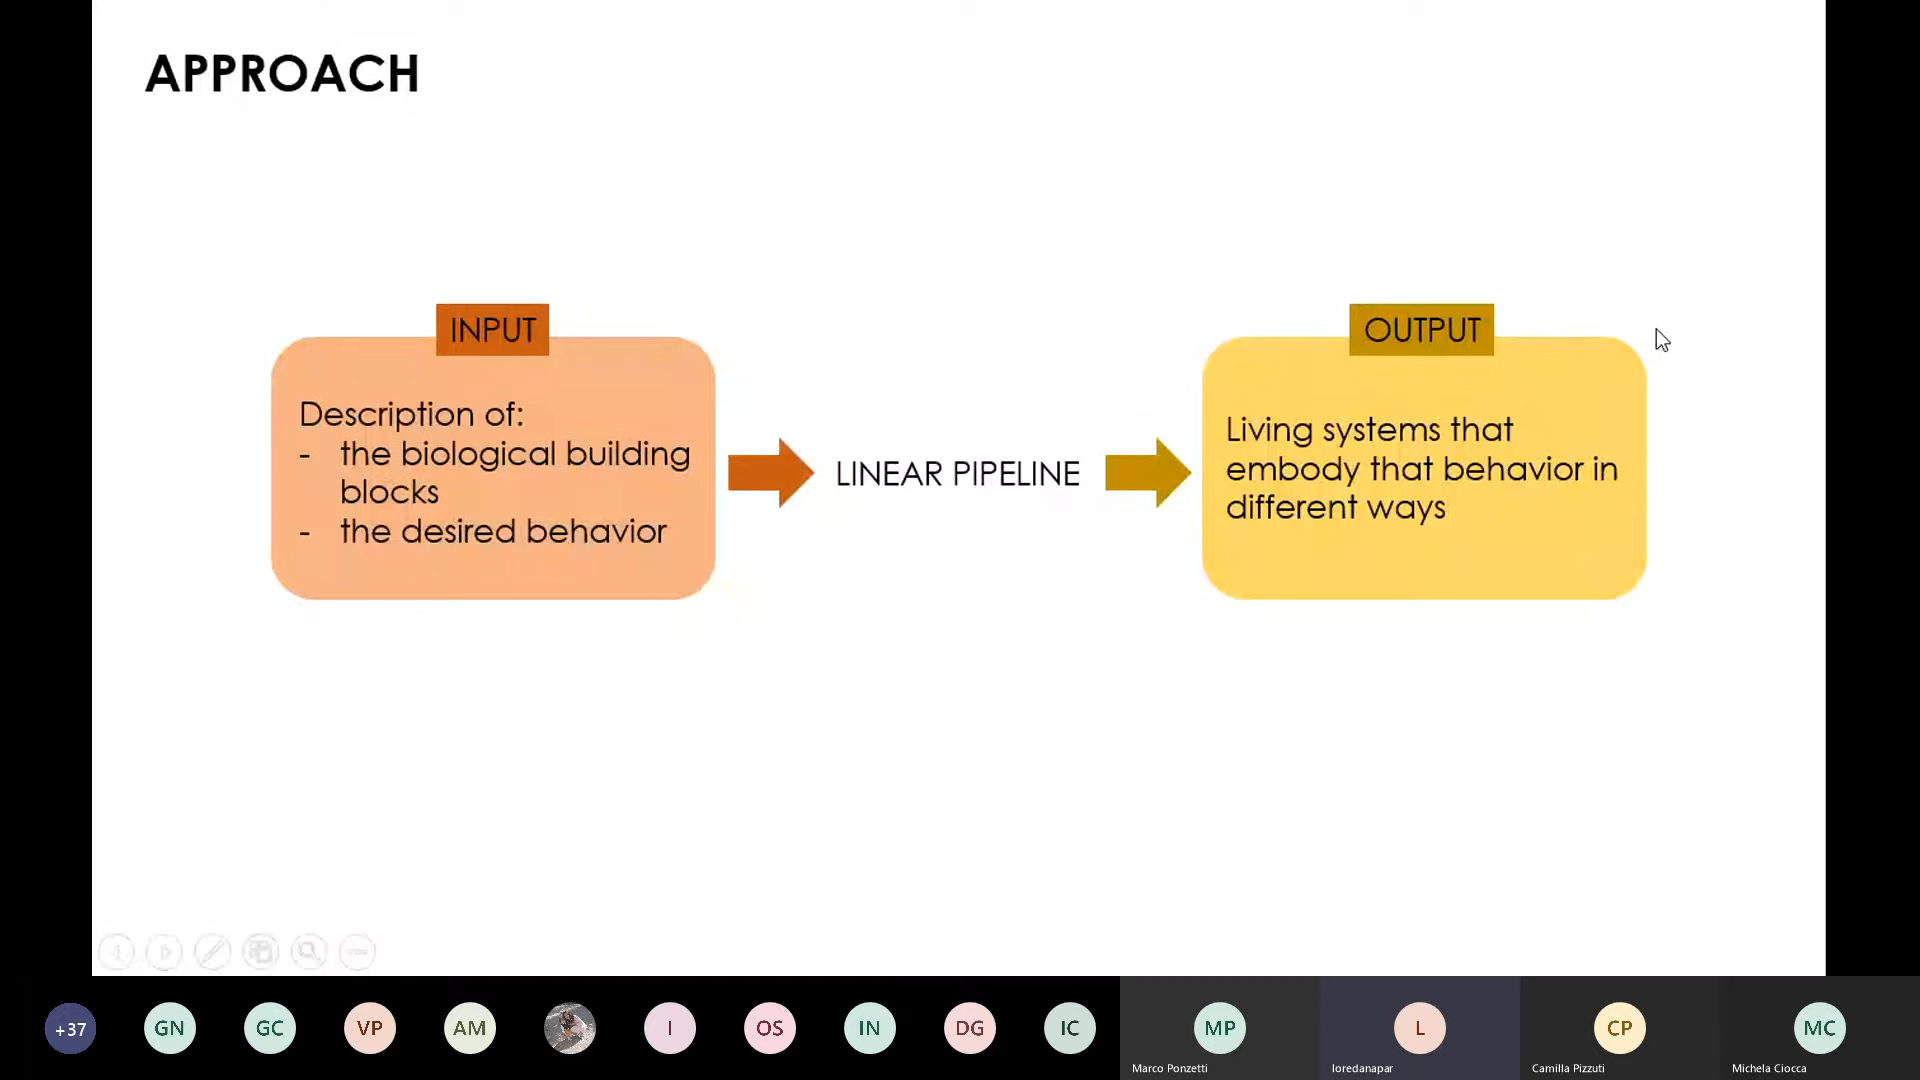 APPROACH
INPUT
Description of:
- the biological building
blocks
- the desired behavior
LINEAR PIPELINE
OUTPUT
Living systems that
embody that behavior in
different ways
+37
GN
GC
VP
AM
I
OS
IN
DG
IC
MP
Marco Ponzetti
L
loredanapar
CP
Camilla Pizzuti
MC
Michela Ciocca